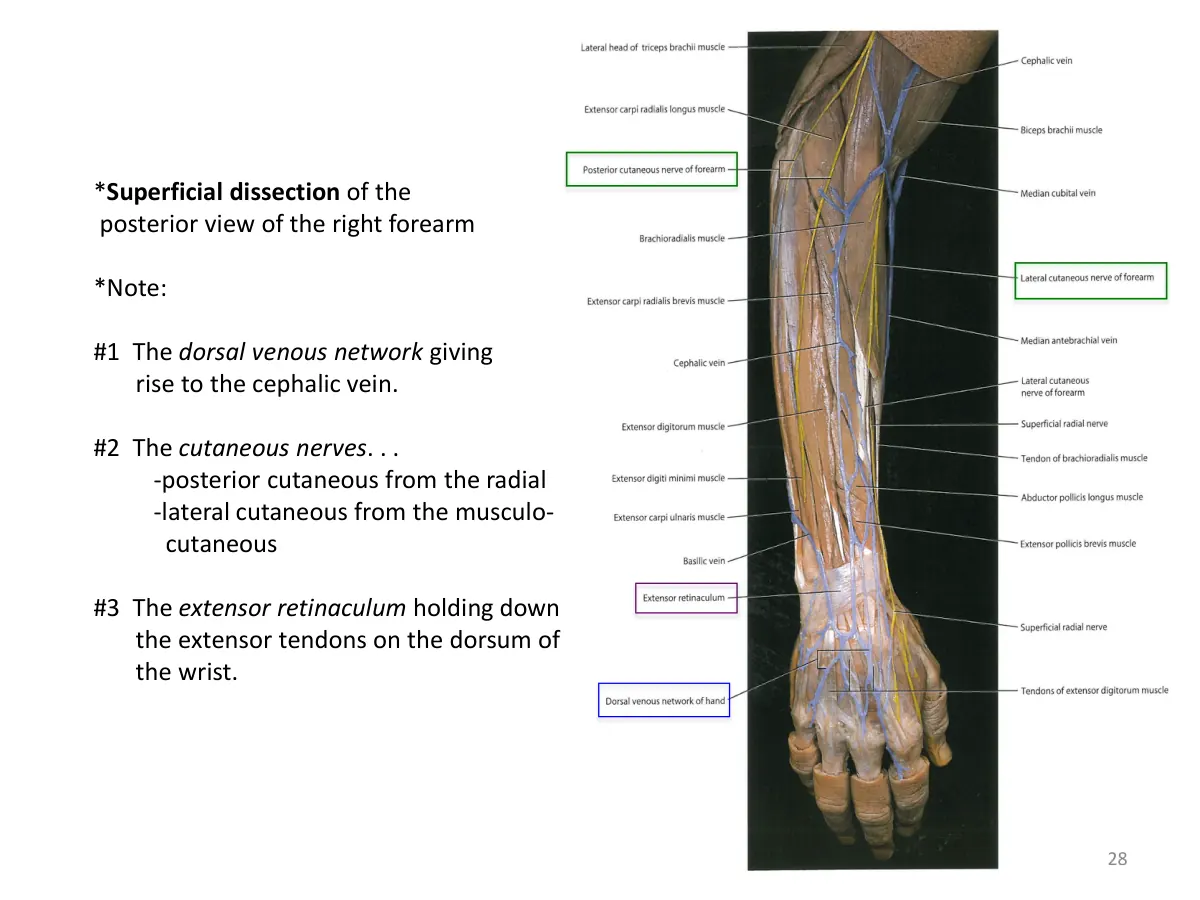 *Superficial dissection of the
posterior view of the right forearm
*Note:
#1 The dorsal venous network giving
rise to the cephalic vein.
#2 The cutaneous nerves. . .
-posterior cutaneous from the radial
-lateral cutaneous from the musculo-
cutaneous
#3 The extensor retinaculum holding down
the extensor tendons on the dorsum of
the wrist.
Lateral head of triceps brachii muscle
Extensor carpi radialis longus muscle
Posterior cutaneous nerve of forearm
Brachioradialis muscle
Extensor carpi radialis brevis muscle
Cephalic vein
Extensor digitorum muscle
Extensor digiti minimi muscle
Extensor carpi ulnaris muscle
Basilic vein
Extensor retinaculum
Dorsal venous network of hand
Cephalic vein
Biceps brachii muscle
Median cubital vein
Lateral cutaneous nerve of forearm
Median antebrachial vein
Lateral cutaneous
nerve of forearm
Superficial radial nerve
Tendon of brachioradialis muscle
Abductor pollicis longus muscle
Extensor pollicis brevis muscle
Superficial radial nerve
Tendons of extensor digitorum muscle
28